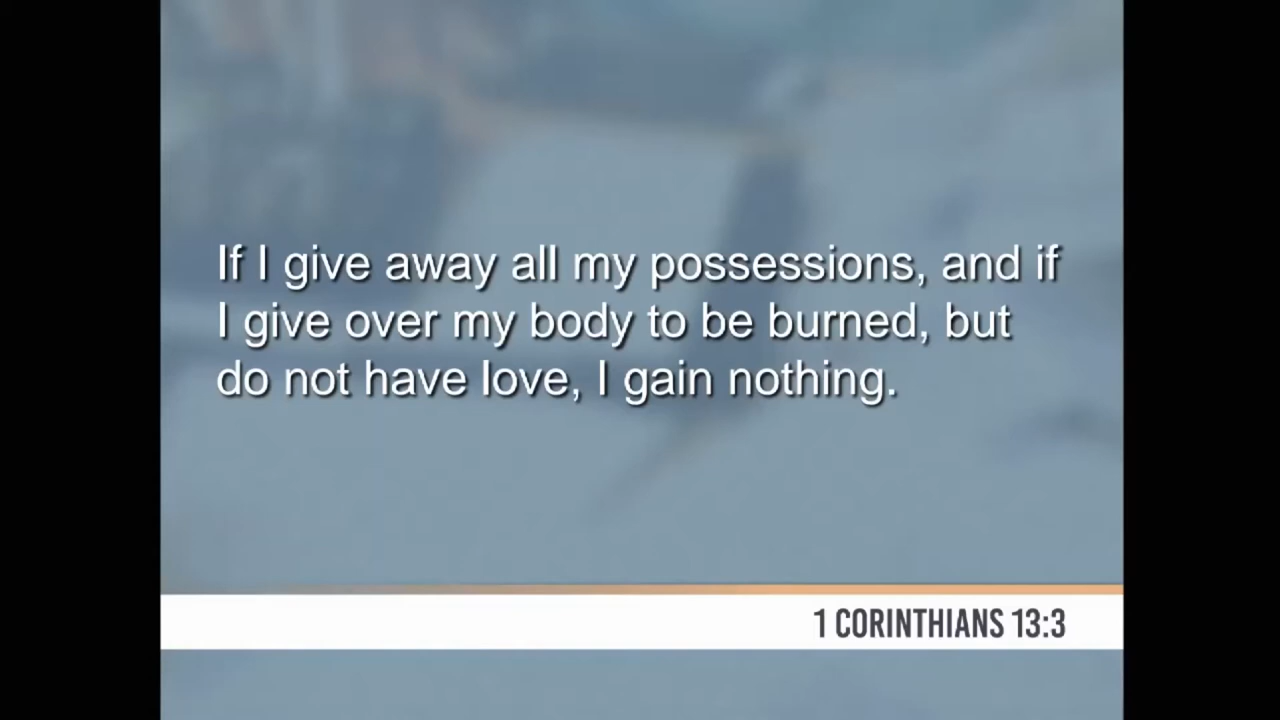 If I give away all my possessions, and if
I give over my body to be burned, but
do not have love, I gain nothing.
1 CORINTHIANS 13:3